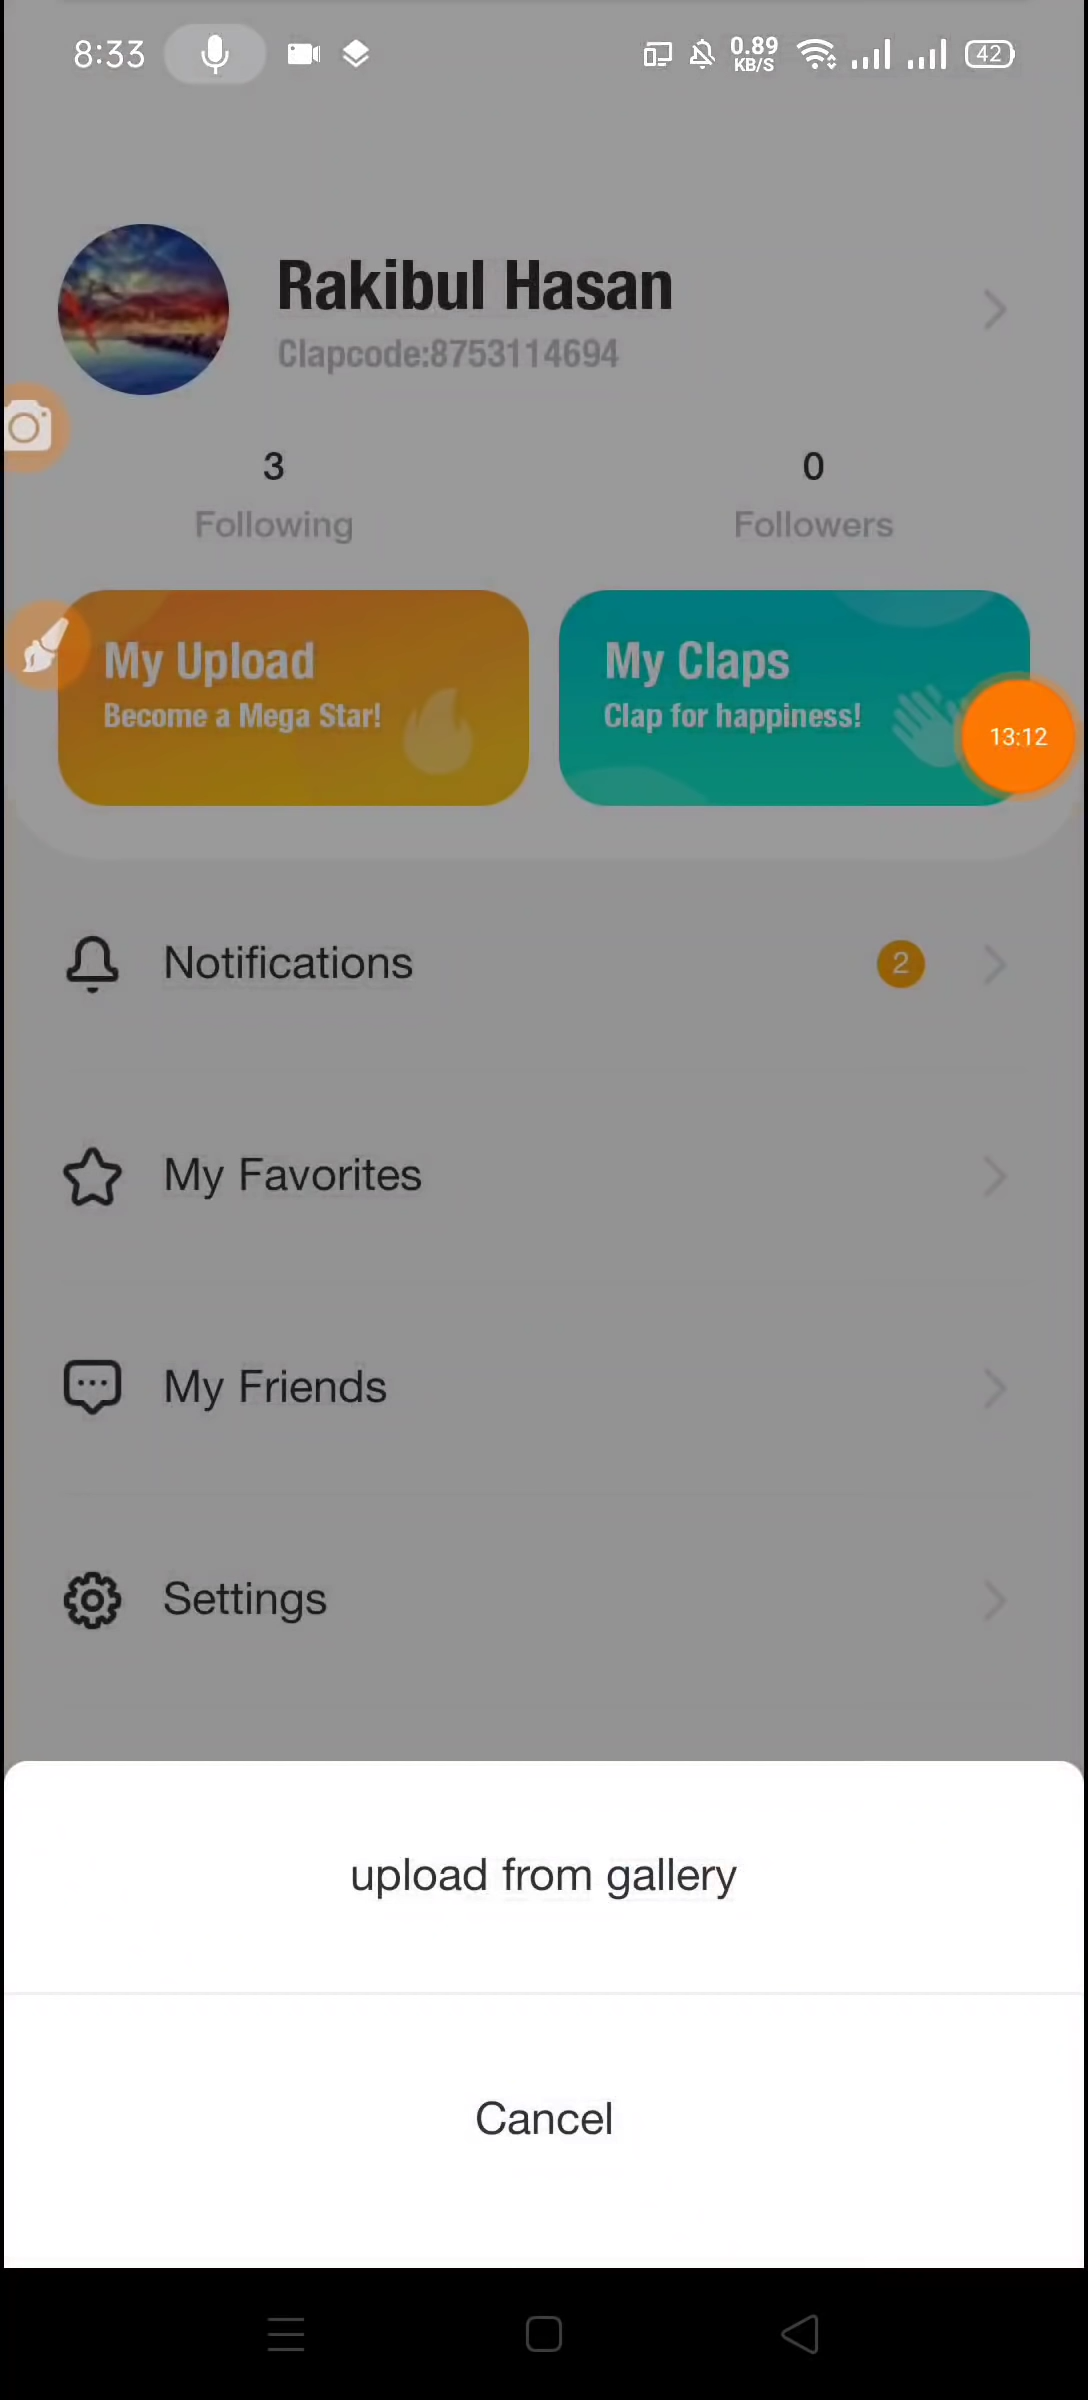 8:33
0.89
KB/S
42
Rakibul Hasan
Clapcode:8753114694
3
Following
0
Followers
My Upload
Become a Mega Star!
My Claps
Clap for happiness!
13:12
Notifications
2
My Favorites
My Friends
Settings
upload from gallery
Cancel